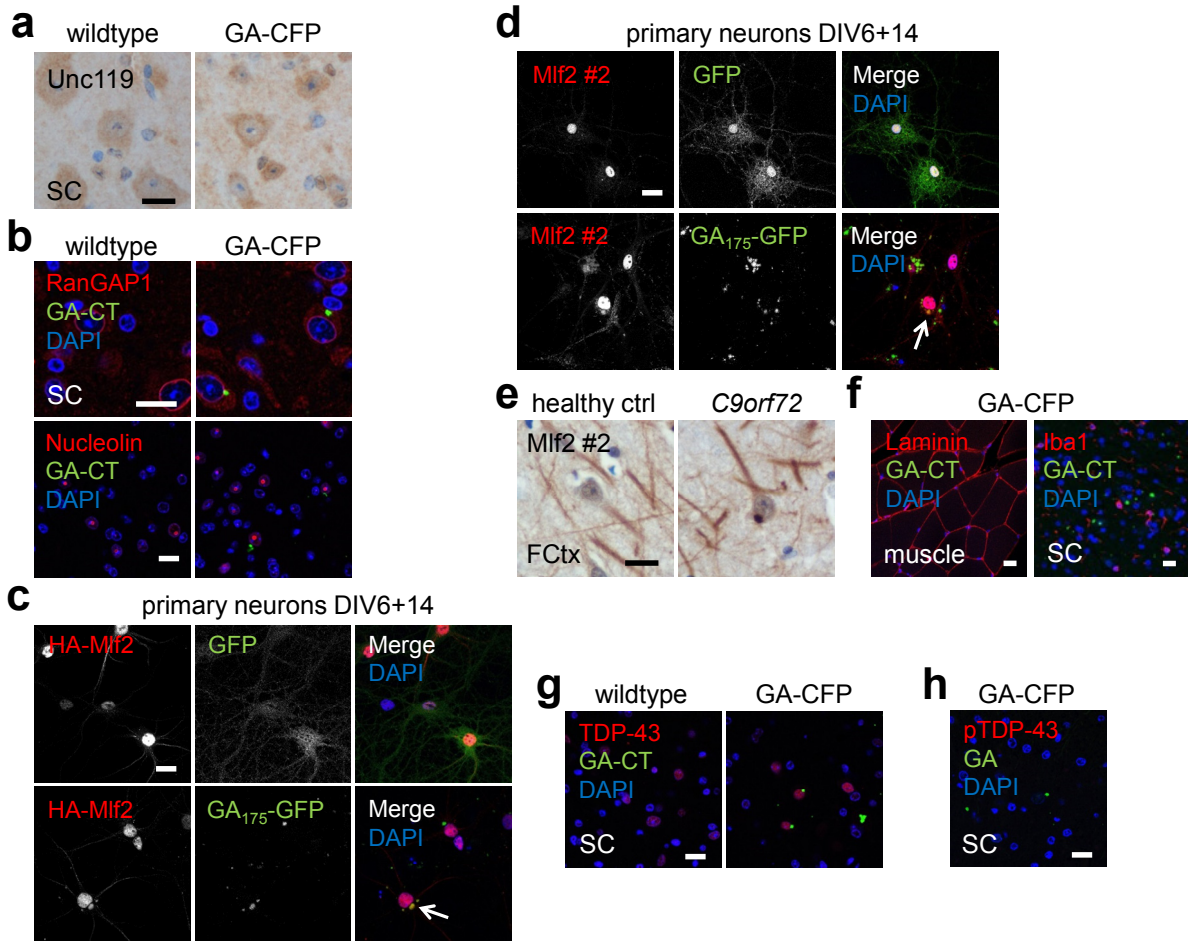 a
wildtype GA-CFP
Unc119
SC
b
wildtype GA-CFP
RanGAP1
GA-CT
DAPI
SC
Nucleolin
GA-CT
DAPI
c
primary neurons DIV6+14
HA-Mlf2 GFP Merge
DAPI
HA-Mlf2 GA175-GFP Merge
DAPI
d
primary neurons DIV6+14
Mlf2 #2 GFP Merge
DAPI
Mlf2 #2 GA175-GFP Merge
DAPI
e
healthy ctrl C9orf72
Mlf2 #2
FCtx
f
GA-CFP
Laminin Iba1
GA-CT GA-CT
DAPI DAPI
muscle SC
g
wildtype GA-CFP
TDP-43
GA-CT
DAPI
SC
h
GA-CFP
pTDP-43
GA
DAPI
SC